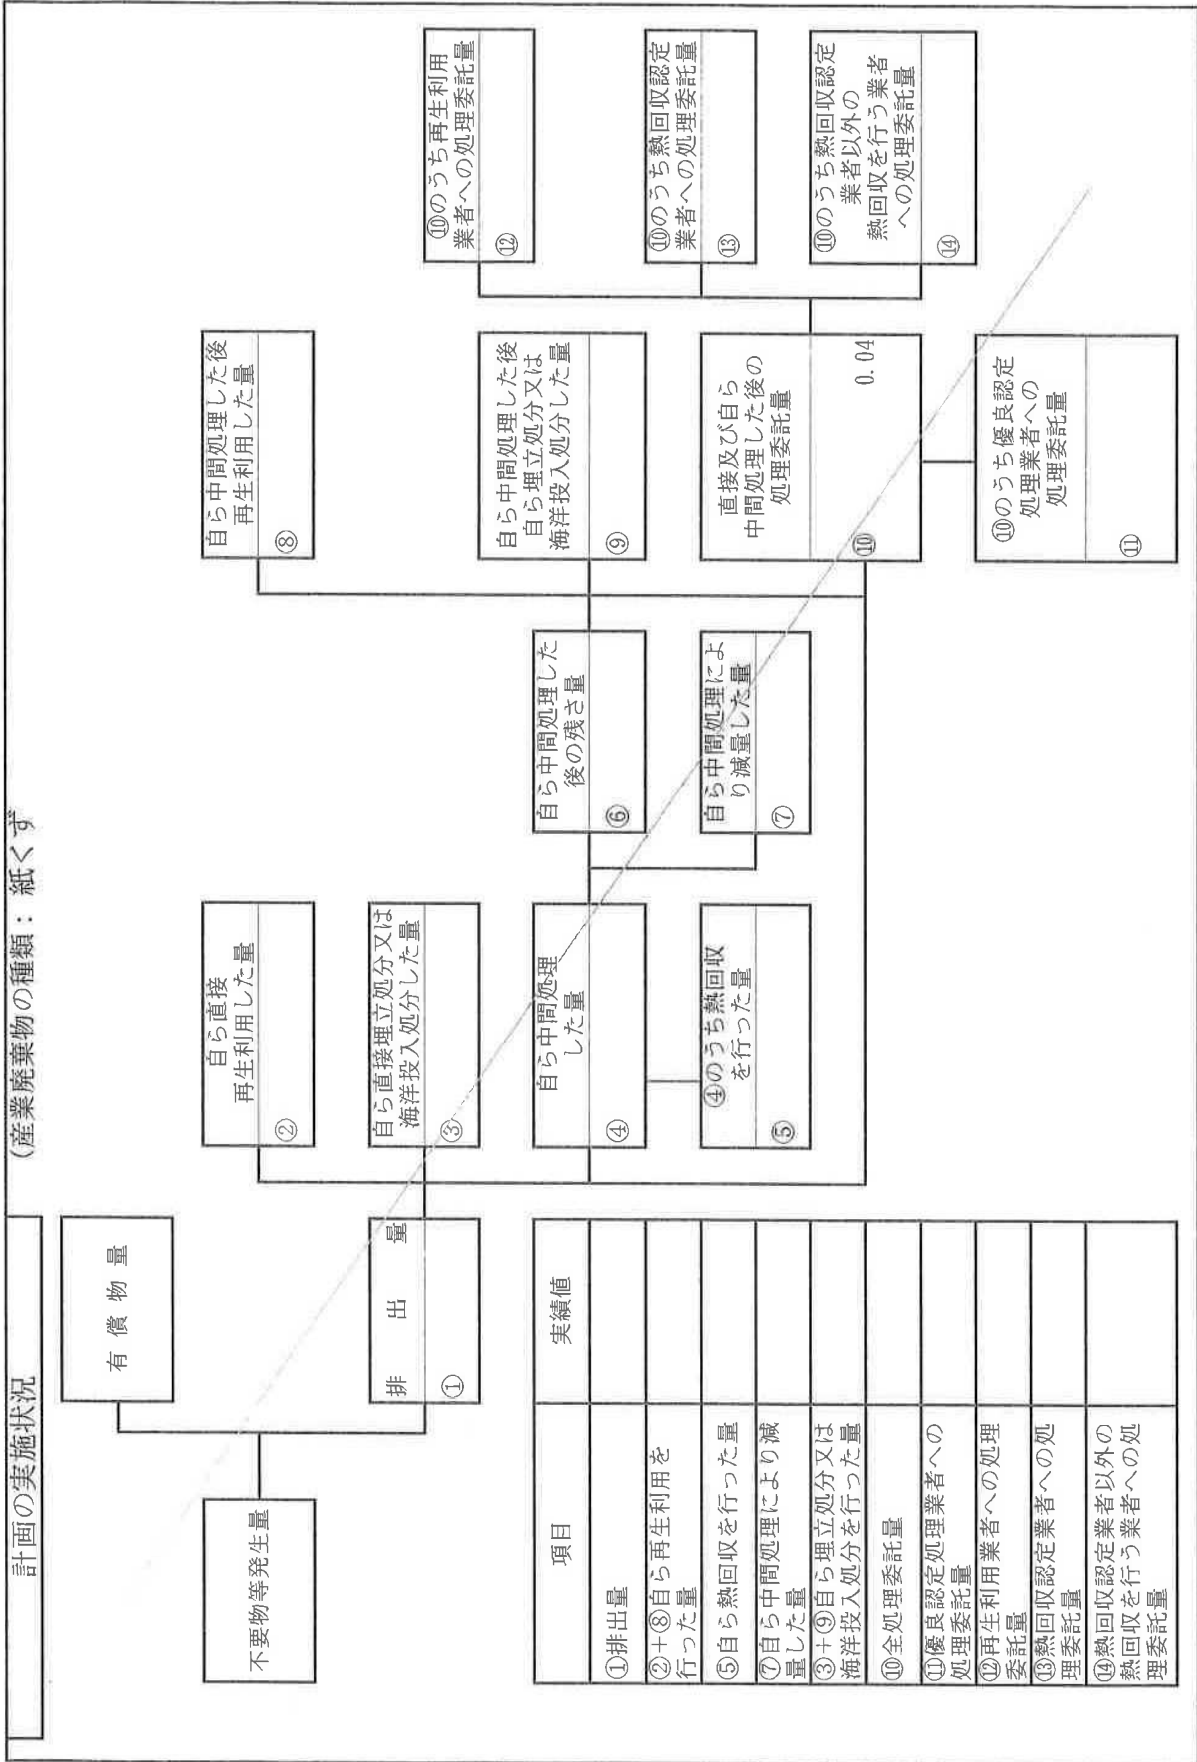 計画の実施状況
(産業廃棄物の種類：紙くず
有償物量
不要物等発生量
排出量
①
自ら直接
再生利用した量
②
自ら直接埋立処分又は
海洋投入処分した量
③
自ら中間処理
した量
④
④のうち熱回収
を行った量
⑤
自ら中間処理した
後の残さ量
⑥
自ら中間処理によ
り減量した量
⑦
自ら中間処理した後
再生利用した量
⑧
自ら中間処理した後
自ら埋立処分又は
海洋投入処分した量
⑨
直接及び自ら
中間処理した後の
処理委託量
⑩
0.04
⑩のうち優良認定
処理業者への
処理委託量
⑪
⑩のうち再生利用
業者への処理委託量
⑫
⑩のうち熱回収認定
業者への処理委託量
⑬
⑩のうち熱回収認定
業者以外の
熱回収を行う業者
への処理委託量
⑭
項目 実績値
①排出量
②+⑧自ら再生利用を
行った量
⑤自ら熱回収を行った量
⑦自ら中間処理により減
量した量
③+⑨自ら埋立処分又は
海洋投入処分を行った量
⑩全処理委託量
⑪優良認定処理業者への
処理委託量
⑫再生利用業者への処理
委託量
⑬熱回収認定業者への処
理委託量
⑭熱回収認定業者以外の
熱回収を行う業者への処
理委託量